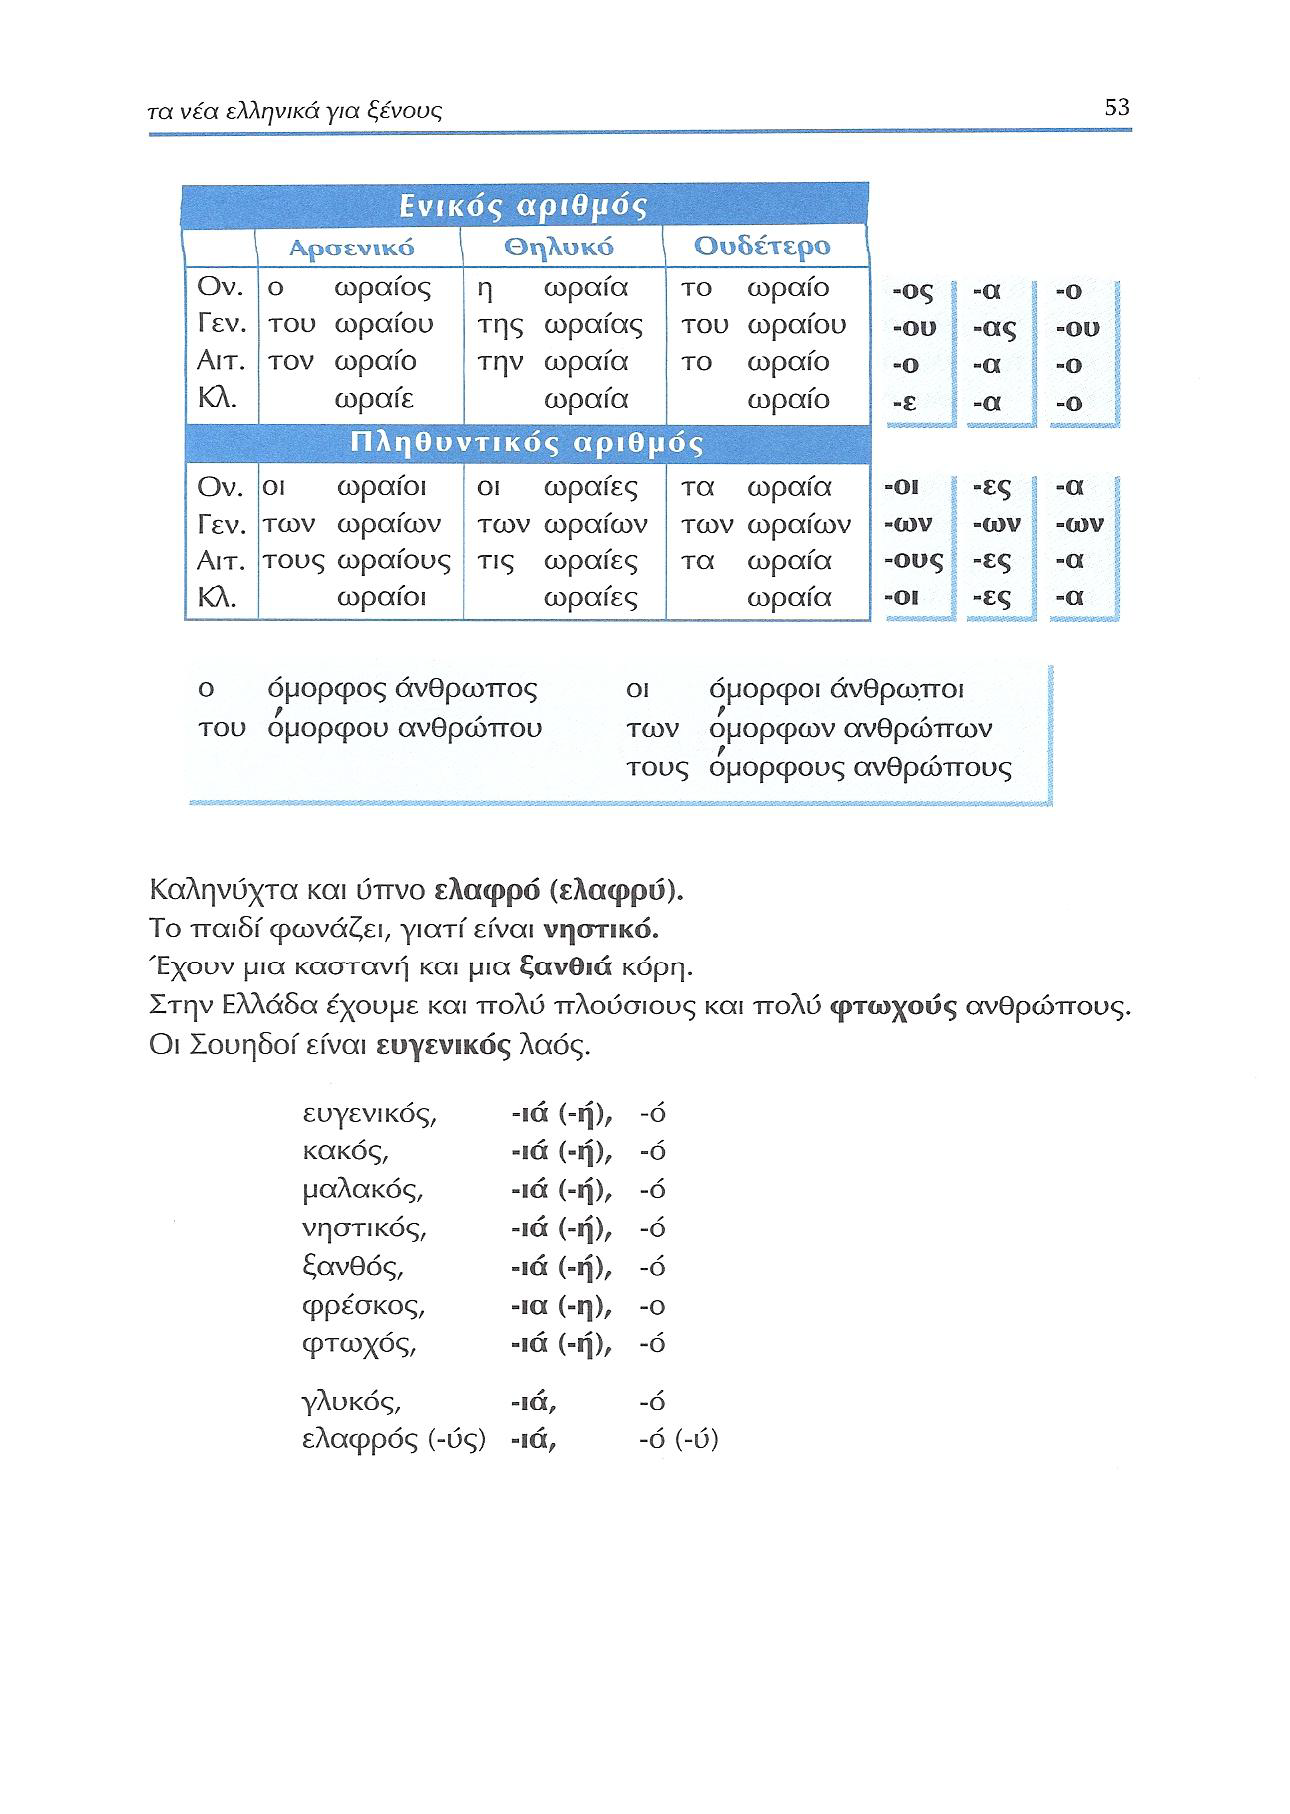 τα νέα ελληνικά για ξένους 53
Ενικός αριθμός
Αρσενικό Θηλυκό Ουδέτερο
Ον. ο ωραίος η ωραία το ωραίο -ος -α -ο
Γεν. του ωραίου της ωραίας του ωραίου -ου -ας -ου
Αιτ. τον ωραίο την ωραία το ωραίο -ο -α -ο
Κλ. ωραίε ωραία ωραίο -ε -α -ο
Πληθυντικός αριθμός
Ον. οι ωραίοι οι ωραίες τα ωραία -οι -ες -α
Γεν. των ωραίων των ωραίων των ωραίων -ων -ων -ων
Αιτ. τους ωραίους τις ωραίες τα ωραία -ους -ες -α
Κλ. ωραίοι ωραίες ωραία -οι -ες -α
ο όμορφος άνθρωπος οι όμορφοι άνθρωποι
του όμορφου ανθρώπου των όμορφων ανθρώπων
τους όμορφους ανθρώπους
Καληνύχτα και ύπνο ελαφρό (ελαφρύ).
Το παιδί φωνάζει, γιατί είναι νηστικό.
Έχουν μια καστανή και μια ξανθιά κόρη.
Στην Ελλάδα έχουμε και πολύ πλούσιους και πολύ φτωχούς ανθρώπους.
Οι Σουηδοί είναι ευγενικός λαός.
ευγενικός, -ιά (-ή), -ό
κακός, -ιά (-ή), -ό
μαλακός, -ιά (-ή), -ό
νηστικός, -ιά (-ή), -ό
ξανθός, -ιά (-ή), -ό
φρέσκος, -ια (-η), -ο
φτωχός, -ιά (-ή), -ό
γλυκός, -ιά, -ό
ελαφρός (-ύς) -ιά, -ό (-ύ)